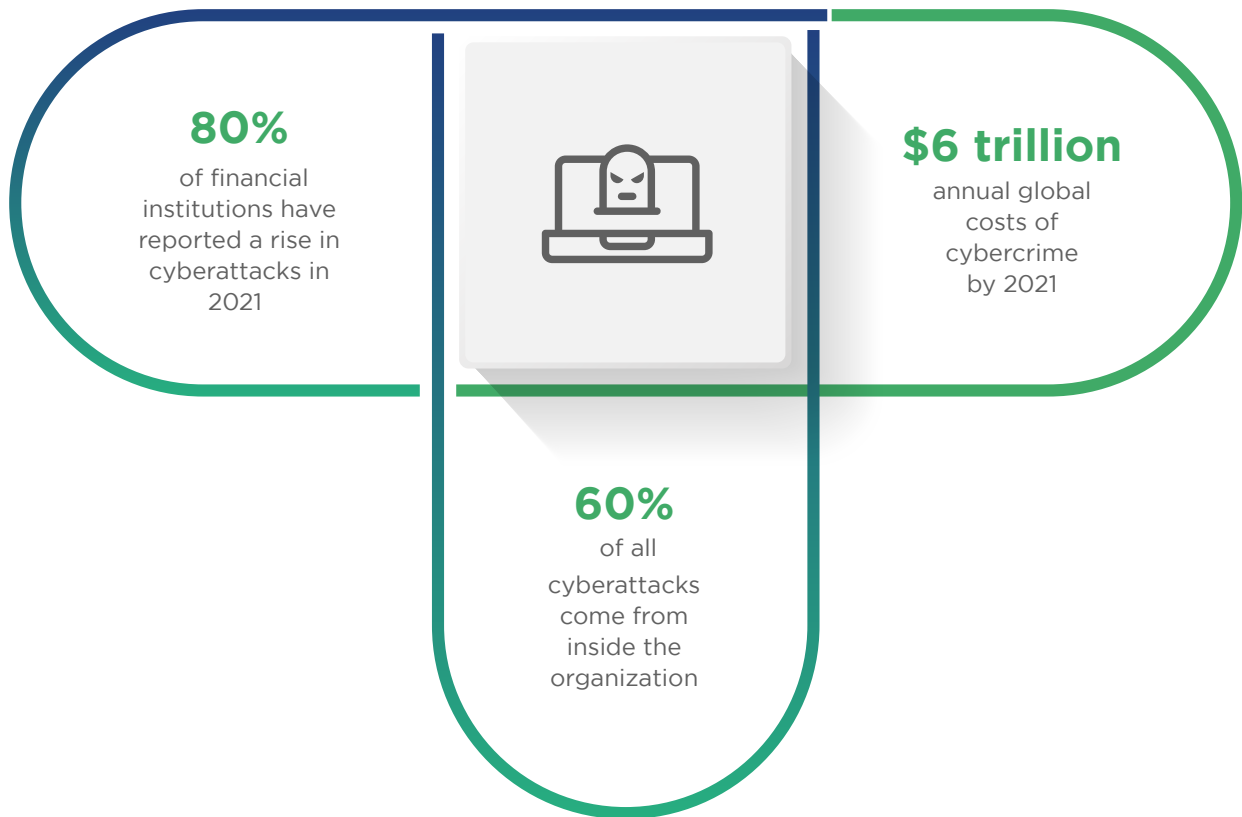 80%
of financial
institutions have
reported a rise in
cyberattacks in
2021
$6 trillion
annual global
costs of
cybercrime
by 2021
60%
of all
cyberattacks
come from
inside the
organization